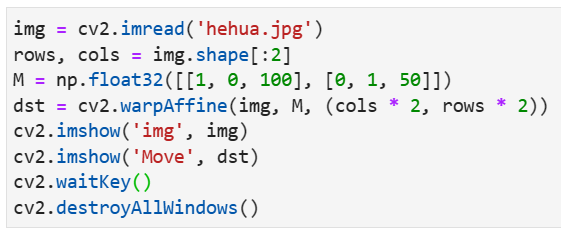 img = cv2.imread('hehua.jpg')
rows, cols = img.shape[:2]
M = np.float32([[1, 0, 100], [0, 1, 50]])
dst = cv2.warpAffine(img, M, (cols * 2, rows * 2))
cv2.imshow('img', img)
cv2.imshow('Move', dst)
cv2.waitKey()
cv2.destroyAllWindows()